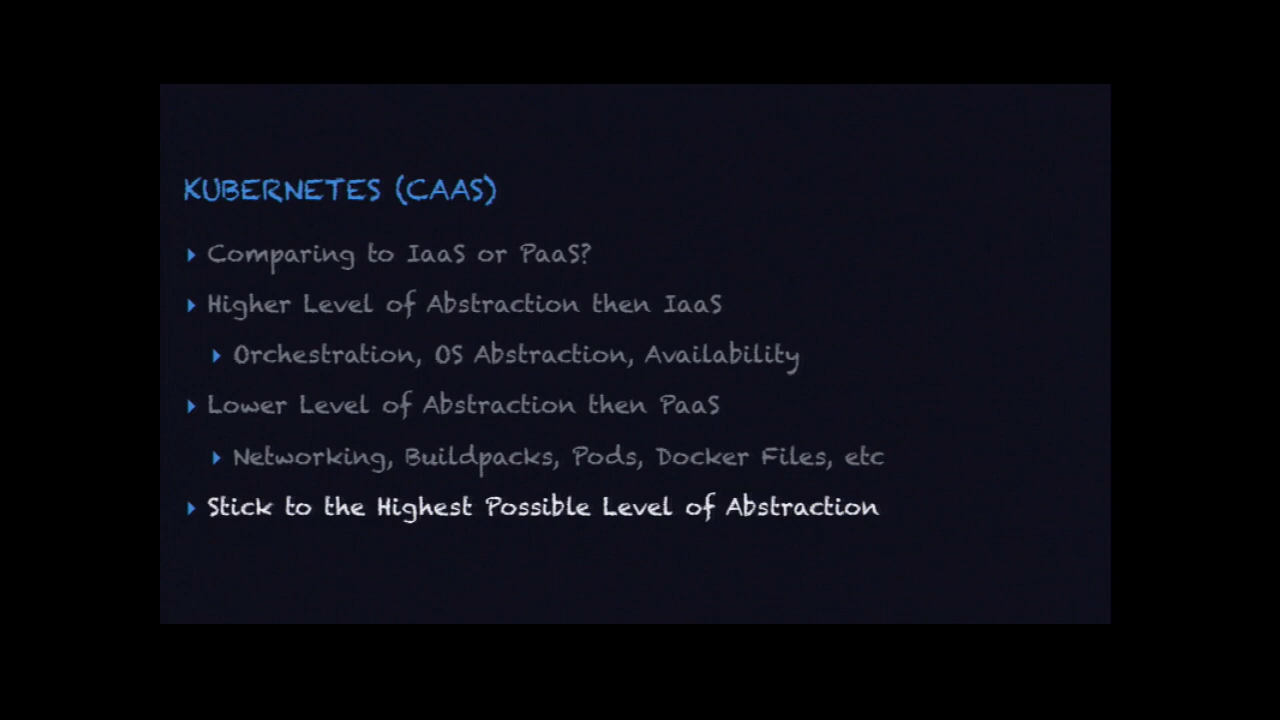 KUBERNETES (CAAS)
Comparing to IaaS or PaaS?
Higher Level of Abstraction then IaaS
Orchestration, OS Abstraction, Availability
Lower Level of Abstraction then PaaS
Networking, Buildpacks, Pods, Docker Files, etc
Stick to the Highest Possible Level of Abstraction